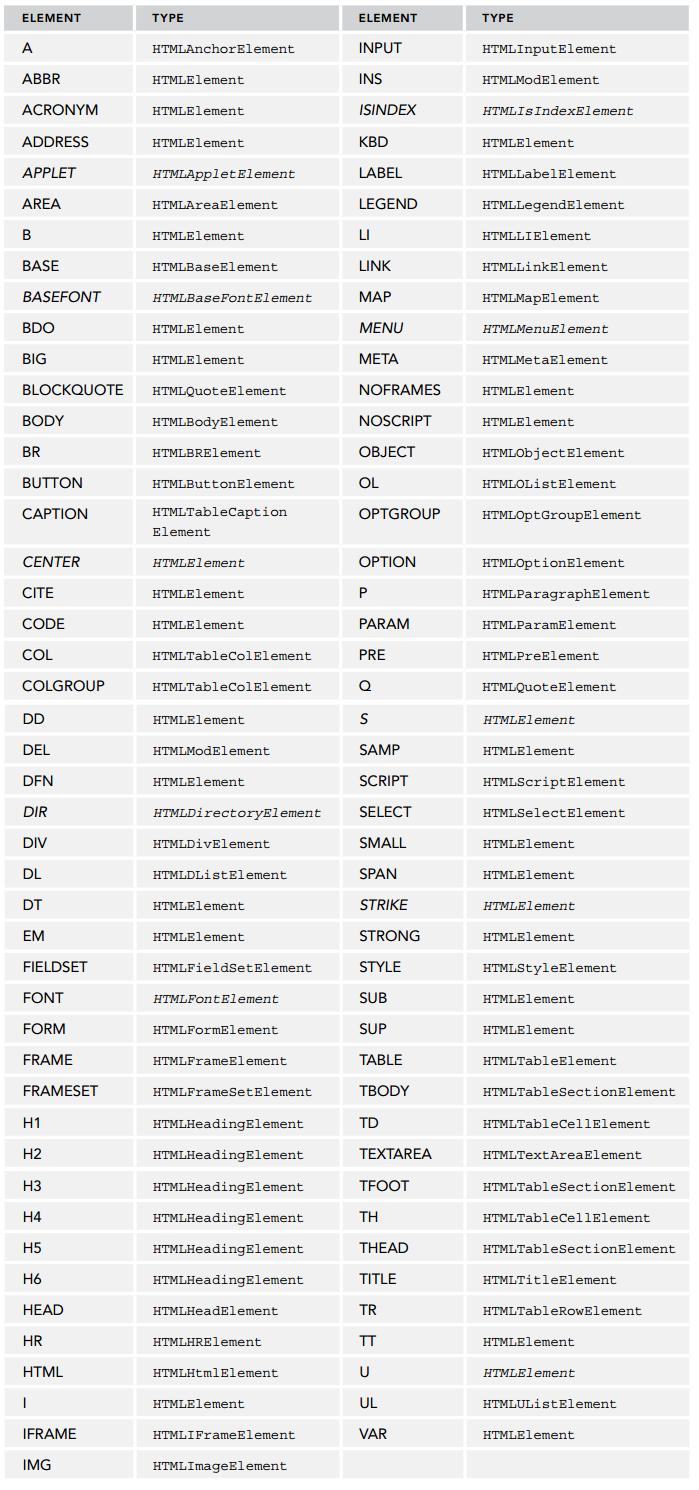 ELEMENT TYPE ELEMENT TYPE
A HTMLAnchorElement INPUT HTMLInputElement
ABBR HTMLElement INS HTMLModElement
ACRONYM HTMLElement ISINDEX HTMLIsIndexElement
ADDRESS HTMLElement KBD HTMLElement
APPLET HTMLAppletElement LABEL HTMLLabelElement
AREA HTMLAreaElement LEGEND HTMLLegendElement
B HTMLElement LI HTMLLIElement
BASE HTMLBaseElement LINK HTMLLinkElement
BASEFONT HTMLBaseFontElement MAP HTMLMapElement
BDO HTMLElement MENU HTMLMenuElement
BIG HTMLElement META HTMLMetaElement
BLOCKQUOTE HTMLQuoteElement NOFRAMES HTMLElement
BODY HTMLBodyElement NOSCRIPT HTMLElement
BR HTMLBRElement OBJECT HTMLObjectElement
BUTTON HTMLButtonElement OL HTMLOListElement
CAPTION HTMLTableCaption OPTGROUP HTMLOptGroupElement
Element
CENTER HTMLElement OPTION HTMLOptionElement
CITE HTMLElement P HTMLParagraphElement
CODE HTMLElement PARAM HTMLParamElement
COL HTMLTableColElement PRE HTMLPreElement
COLGROUP HTMLTableColElement Q HTMLQuoteElement
DD HTMLElement S HTMLElement
DEL HTMLModElement SAMP HTMLElement
DFN HTMLElement SCRIPT HTMLScriptElement
DIR HTMLDirectoryElement SELECT HTMLSelectElement
DIV HTMLDivElement SMALL HTMLElement
DL HTMLDListElement SPAN HTMLElement
DT HTMLElement STRIKE HTMLElement
EM HTMLElement STRONG HTMLElement
FIELDSET HTMLFieldSetElement STYLE HTMLStyleElement
FONT HTMLFontElement SUB HTMLElement
FORM HTMLFormElement SUP HTMLElement
FRAME HTMLFrameElement TABLE HTMLTableElement
FRAMESET HTMLFrameSetElement TBODY HTMLTableSectionElement
H1 HTMLHeadingElement TD HTMLTableCellElement
H2 HTMLHeadingElement TEXTAREA HTMLTextAreaElement
H3 HTMLHeadingElement TFOOT HTMLTableSectionElement
H4 HTMLHeadingElement TH HTMLTableCellElement
H5 HTMLHeadingElement THEAD HTMLTableSectionElement
H6 HTMLHeadingElement TITLE HTMLTitleElement
HEAD HTMLHeadElement TR HTMLTableRowElement
HR HTMLHRElement TT HTMLElement
HTML HTMLHtmlElement U HTMLElement
I HTMLElement UL HTMLUListElement
IFRAME HTMLIFrameElement VAR HTMLElement
IMG HTMLImageElement